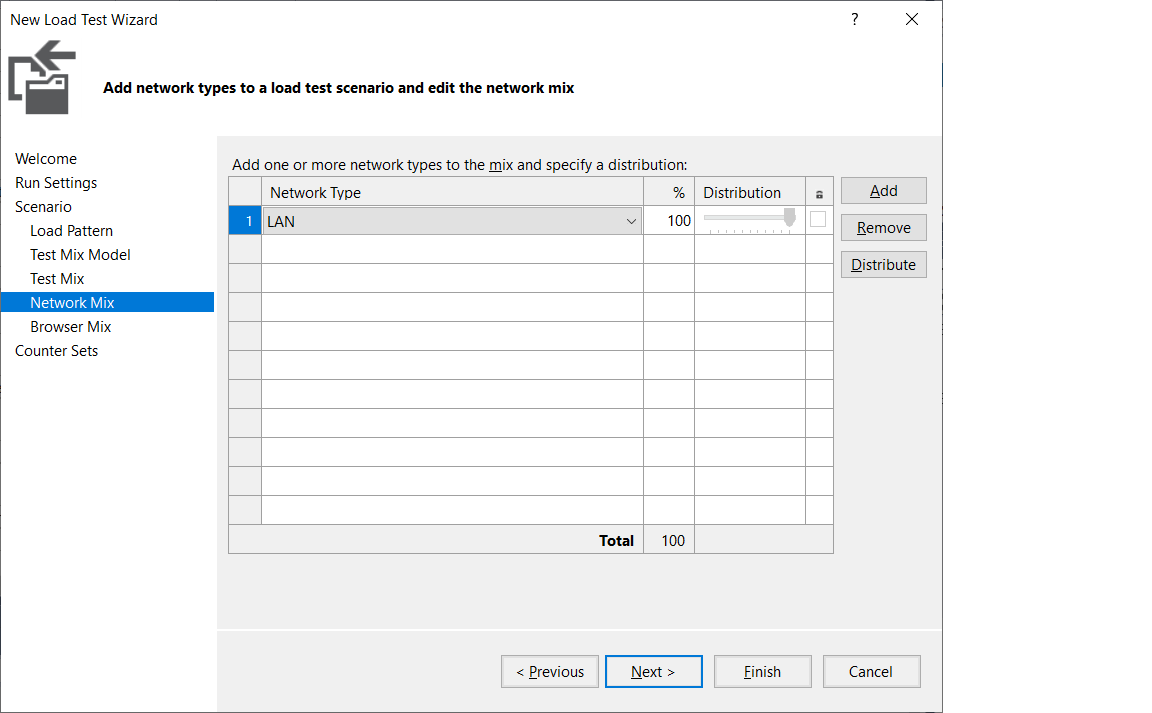 New Load Test Wizard
?
Add network types to a load test scenario and edit the network mix
Welcome
Run Settings
Scenario
Load Pattern
Test Mix Model
Test Mix
Network Mix
Browser Mix
Counter Sets
Add one or more network types to the mix and specify a distribution:
Network Type % Distribution
1 LAN 100
Total 100
Add
Remove
Distribute
< Previous Next > Finish Cancel